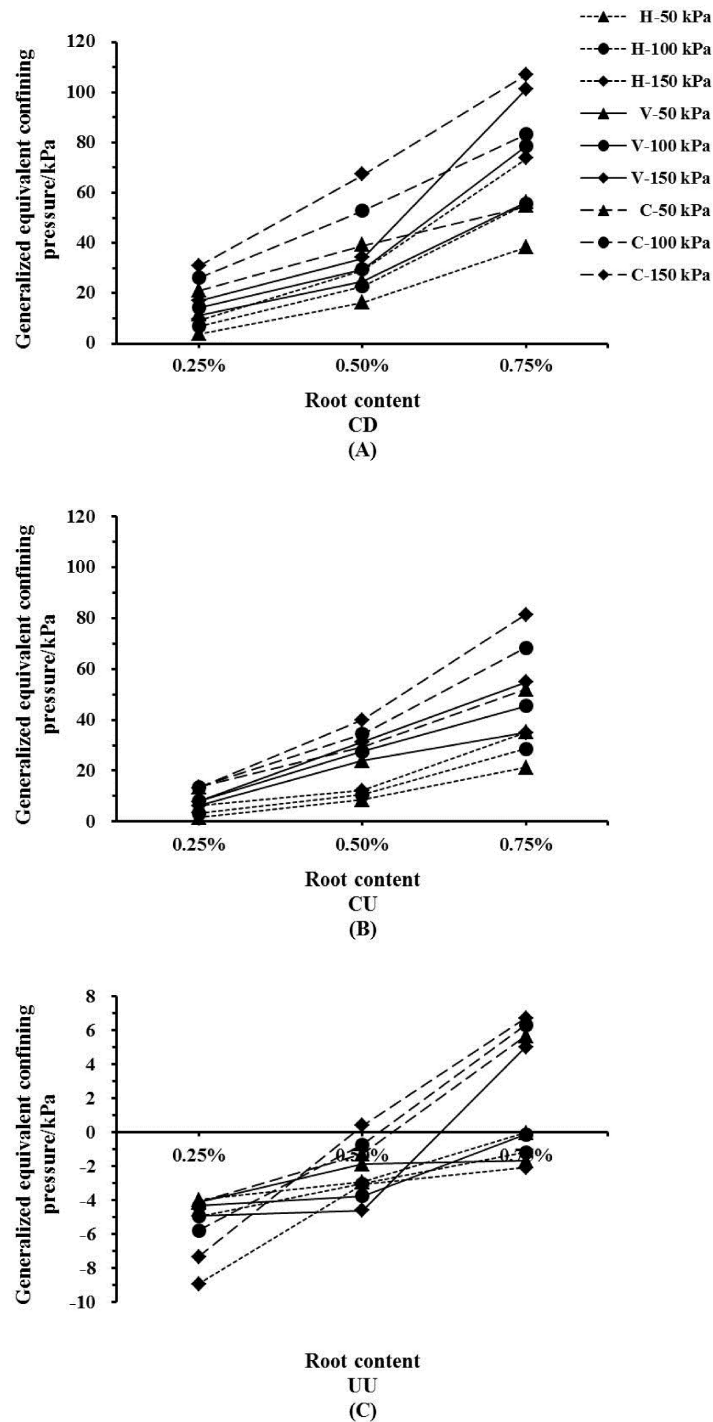 H-50 kPa
H-100 kPa
H-150 kPa
V-50 kPa
V-100 kPa
V-150 kPa
C-50 kPa
C-100 kPa
C-150 kPa
Generalized equivalent confining
pressure/kPa
120
100
80
60
40
20
0
0.25%
0.50%
0.75%
Root content
CD
(A)
Generalized equivalent confining
pressure/kPa
120
100
80
60
40
20
0
0.25%
0.50%
0.75%
Root content
CU
(B)
Generalized equivalent confining
pressure/kPa
8
6
4
2
0
-2
-4
-6
-8
-10
0.25%
0.50%
0.75%
Root content
UU
(C)